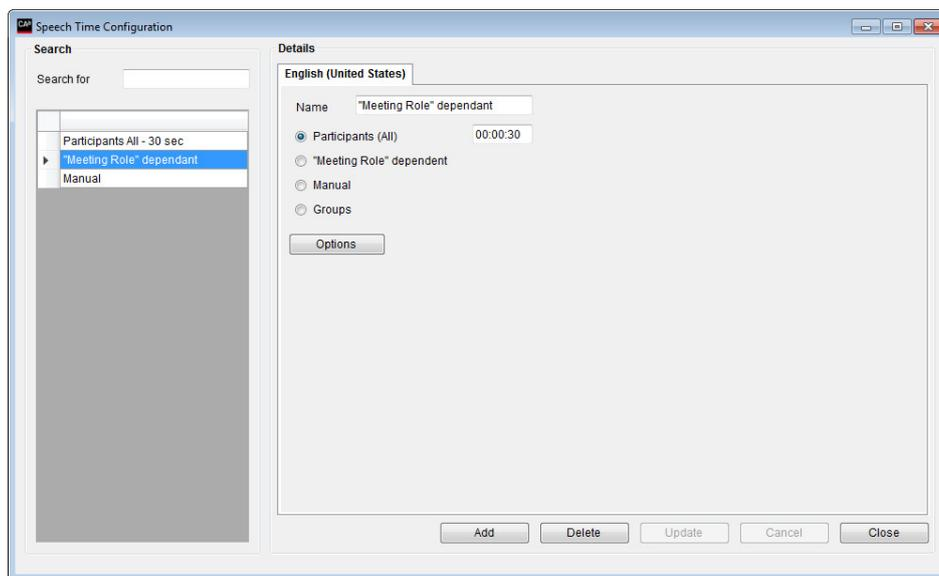 CAA Speech Time Configuration
Search
Search for
Participants All - 30 sec
"Meeting Role" dependant
Manual
Details
English (United States)
Name "Meeting Role" dependant
Participants (All) 00:00:30
"Meeting Role" dependent
Manual
Groups
Options
Add Delete Update Cancel Close